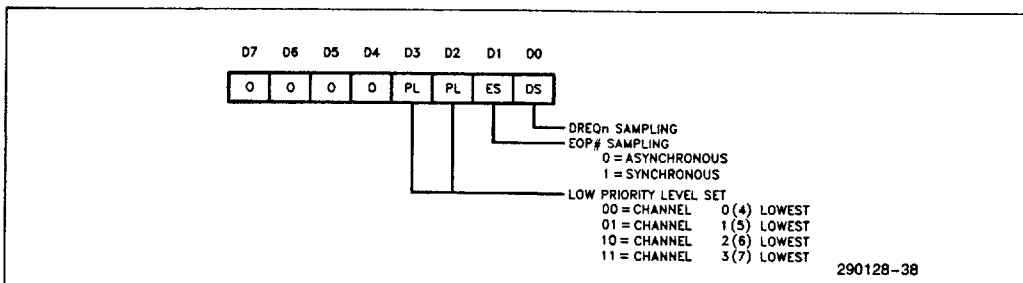 D7 D6 D5 D4 D3 D2 D1 D0
0 0 0 0 PL PL ES DS
DREQn SAMPLING
EOP# SAMPLING
0 = ASYNCHRONOUS
1 = SYNCHRONOUS
LOW PRIORITY LEVEL SET
00 = CHANNEL 0(4) LOWEST
01 = CHANNEL 1(5) LOWEST
10 = CHANNEL 2(6) LOWEST
11 = CHANNEL 3(7) LOWEST
290128-38